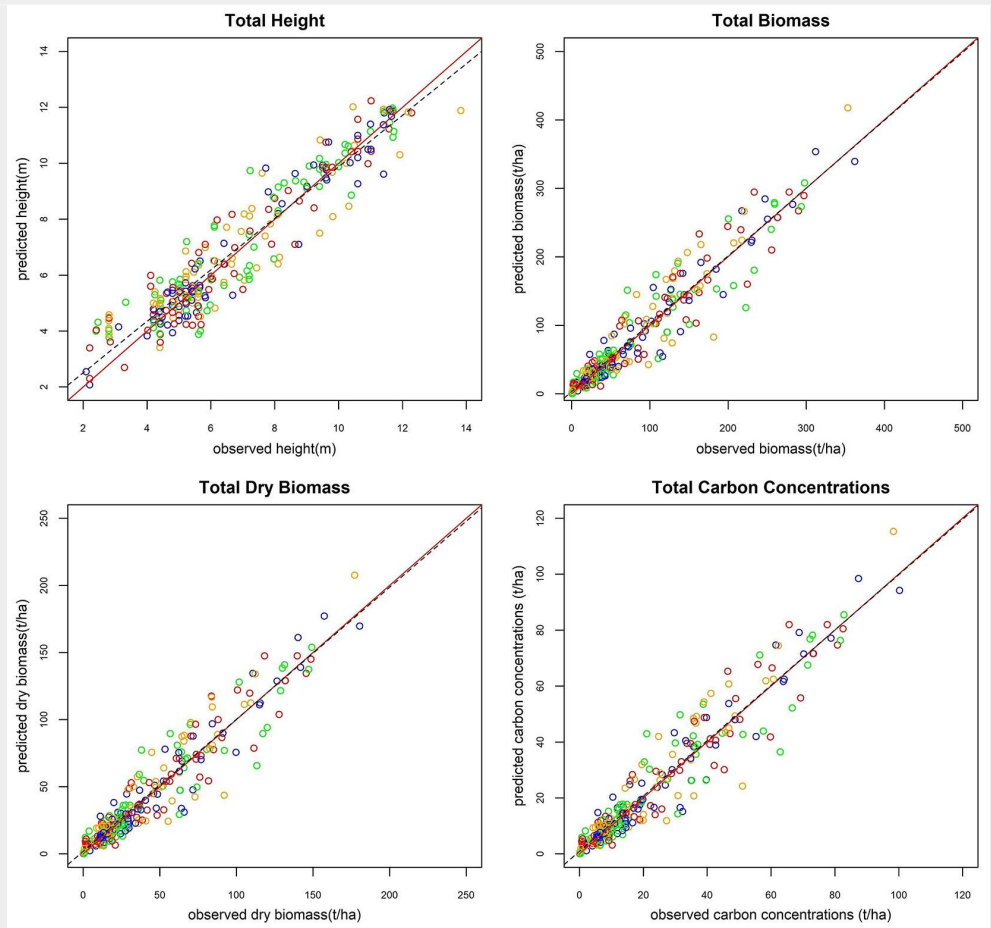 Total Height
14
12
10
8
6
4
2
predicted height(m)
2 4 6 8 10 12 14
observed height(m)
Total Biomass
500
400
300
200
100
0
predicted biomass(t/ha)
0 100 200 300 400 500
observed biomass(t/ha)
Total Dry Biomass
250
200
150
100
50
0
predicted dry biomass(t/ha)
0 50 100 150 200 250
observed dry biomass(t/ha)
Total Carbon Concentrations
120
100
80
60
40
20
0
predicted carbon concentrations (t/ha)
0 20 40 60 80 100 120
observed carbon concentrations (t/ha)